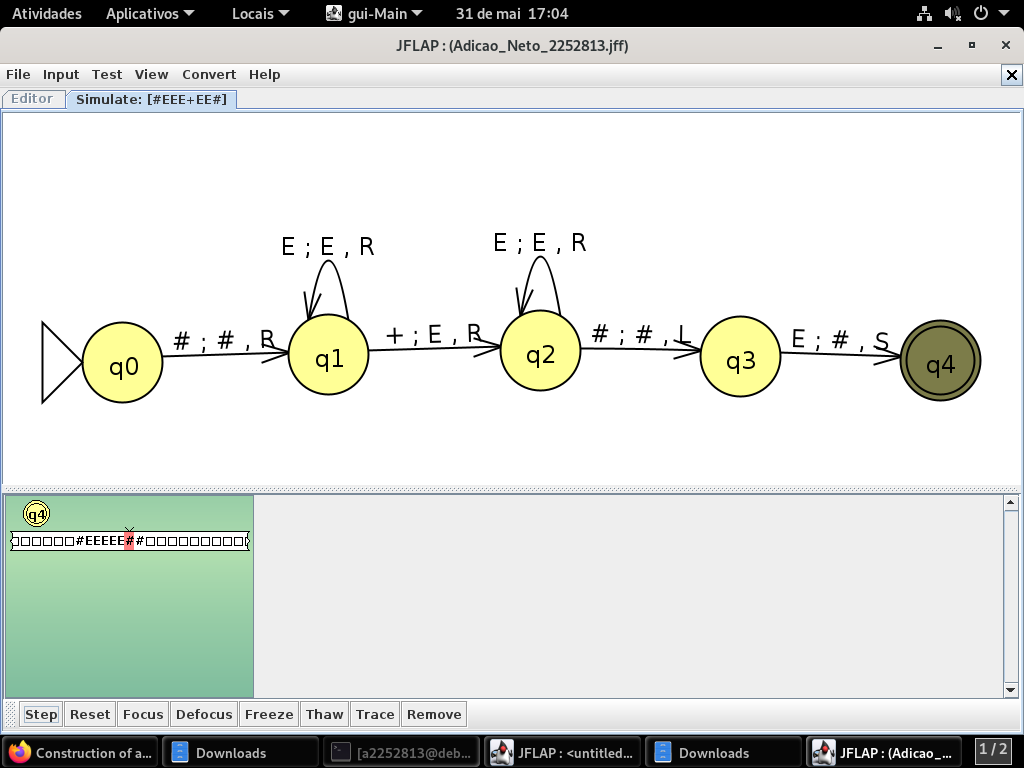 Atividades Aplicativos Locais gui-Main 31 de mai 17:04
JFLAP : (Adicao_Neto_2252813.jff)
File Input Test View Convert Help
Editor Simulate: [#EEE+EE#]
E ; E , R E ; E , R
# ; # , R + ; E , R # ; # , L E ; # , S
q0 q1 q2 q3 q4
q4
□□□□□□#EEEEE##□□□□□□□□□
Step Reset Focus Defocus Freeze Thaw Trace Remove
Construction of a... Downloads [a2252813@deb... JFLAP : <untitled... Downloads JFLAP : (Adicao_... 1 / 2